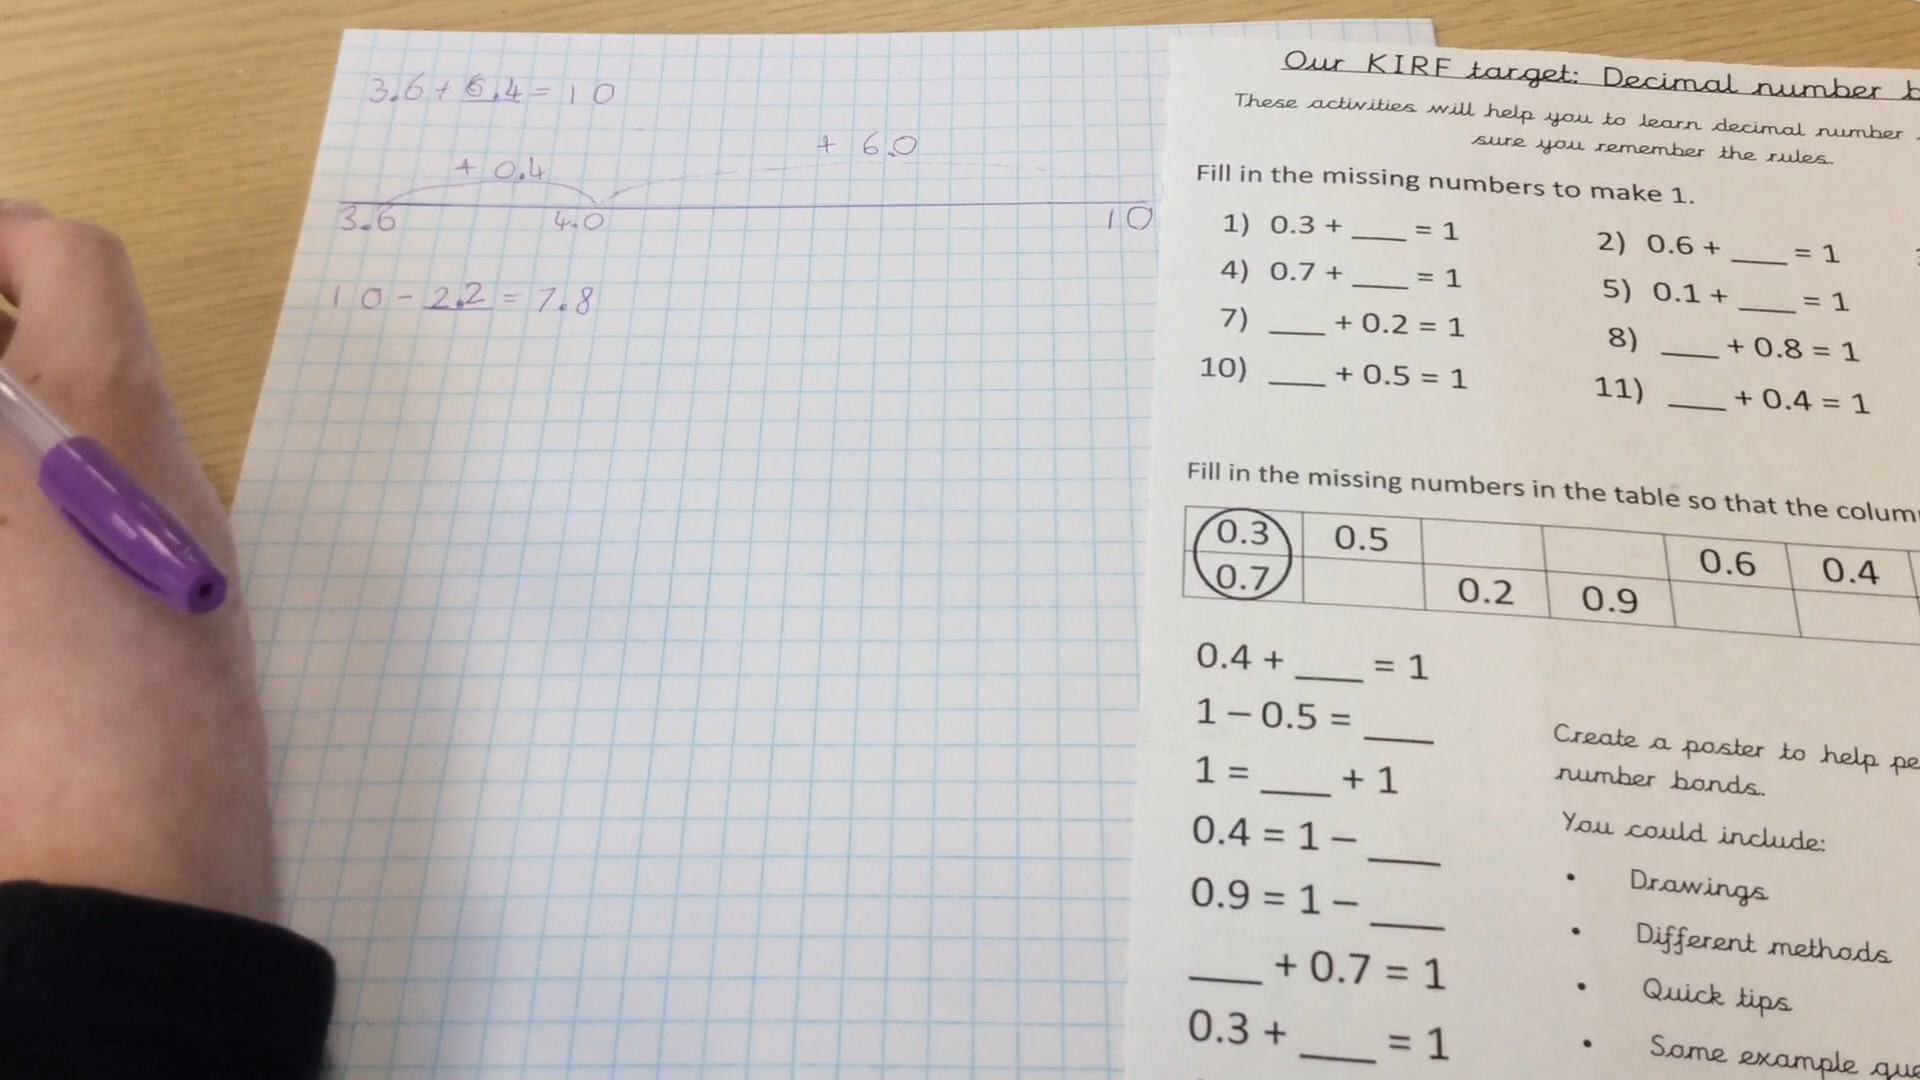 3.6 + 6.4 = 10
+ 0.4
+ 6.0
3.6 4.0 10
10 - 2.2 = 7.8
Our KIRF target: Decimal number b
These activities will help you to learn decimal number
sure you remember the rules.
Fill in the missing numbers to make 1.
1) 0.3 + ___ = 1
2) 0.6 + ___ = 1
4) 0.7 + ___ = 1
5) 0.1 + ___ = 1
7) ___ + 0.2 = 1
8) ___ + 0.8 = 1
10) ___ + 0.5 = 1
11) ___ + 0.4 = 1
Fill in the missing numbers in the table so that the colum
0.3 0.5 0.6 0.4
0.7 0.2 0.9
0.4 + ___ = 1
1 – 0.5 = ___
1 = ___ + 1
0.4 = 1 – ___
0.9 = 1 – ___
___ + 0.7 = 1
0.3 + ___ = 1
Create a poster to help pe
number bonds.
You could include:
• Drawings
• Different methods
• Quick tips
• Some example que